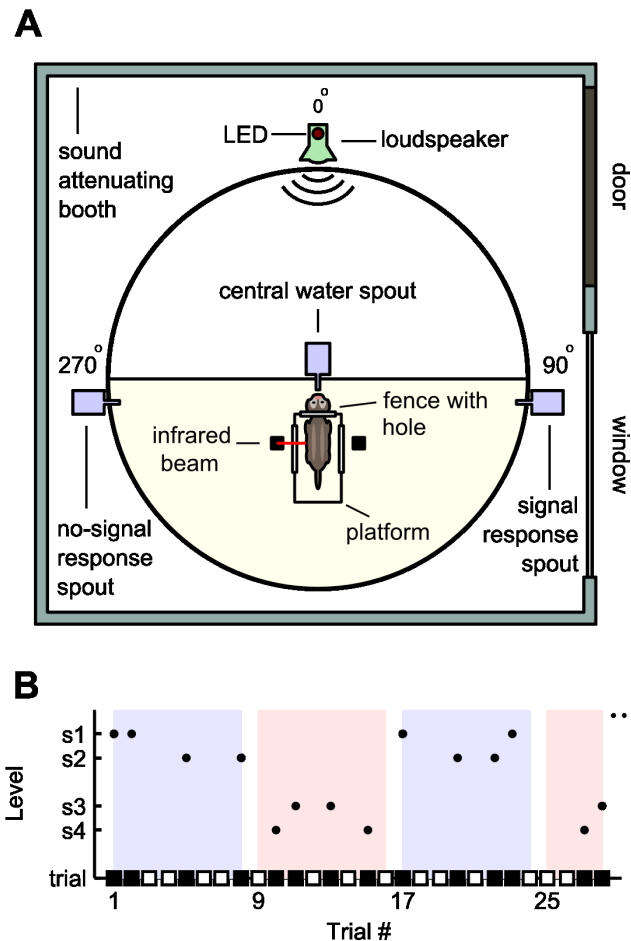 A
0°
LED
loudspeaker
sound
attenuating
booth
door
central water spout
270°
90°
fence with
hole
infrared
beam
window
no-signal
response
spout
platform
signal
response
spout
B
s1
s2
s3
s4
Level
trial
1 9 17 25
Trial #